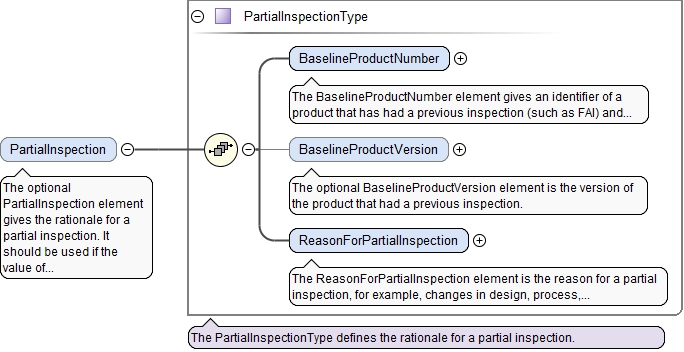 PartialInspectionType
BaselineProductNumber
The BaselineProductNumber element gives an identifier of a
product that has had a previous inspection (such as FAI) and...
PartialInspection
The optional
PartialInspection element
gives the rationale for a
partial inspection. It
should be used if the
value of...
BaselineProductVersion
The optional BaselineProductVersion element is the version of
the product that had a previous inspection.
ReasonForPartialInspection
The ReasonForPartialInspection element is the reason for a partial
inspection, for example, changes in design, process,...
The PartialInspectionType defines the rationale for a partial inspection.